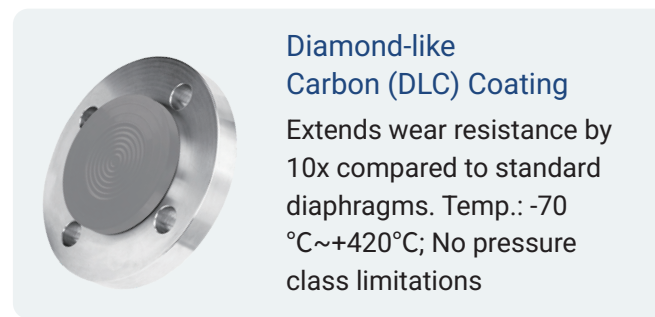 Diamond-like
Carbon (DLC) Coating
Extends wear resistance by
10x compared to standard
diaphragms. Temp.: -70
℃~+420℃; No pressure
class limitations